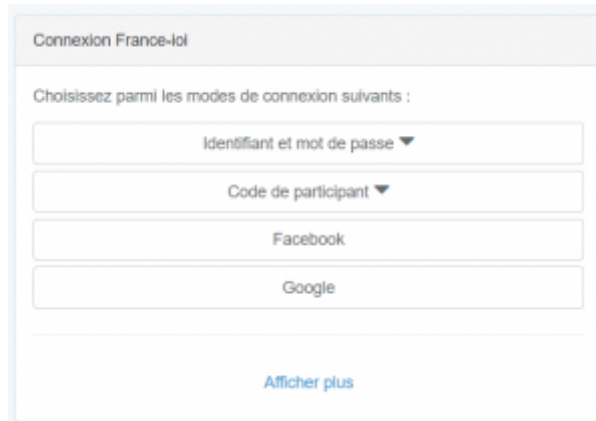 Connexion France-ioi
Choisissez parmi les modes de connexion suivants :
Identifiant et mot de passe
Code de participant
Facebook
Google
Afficher plus